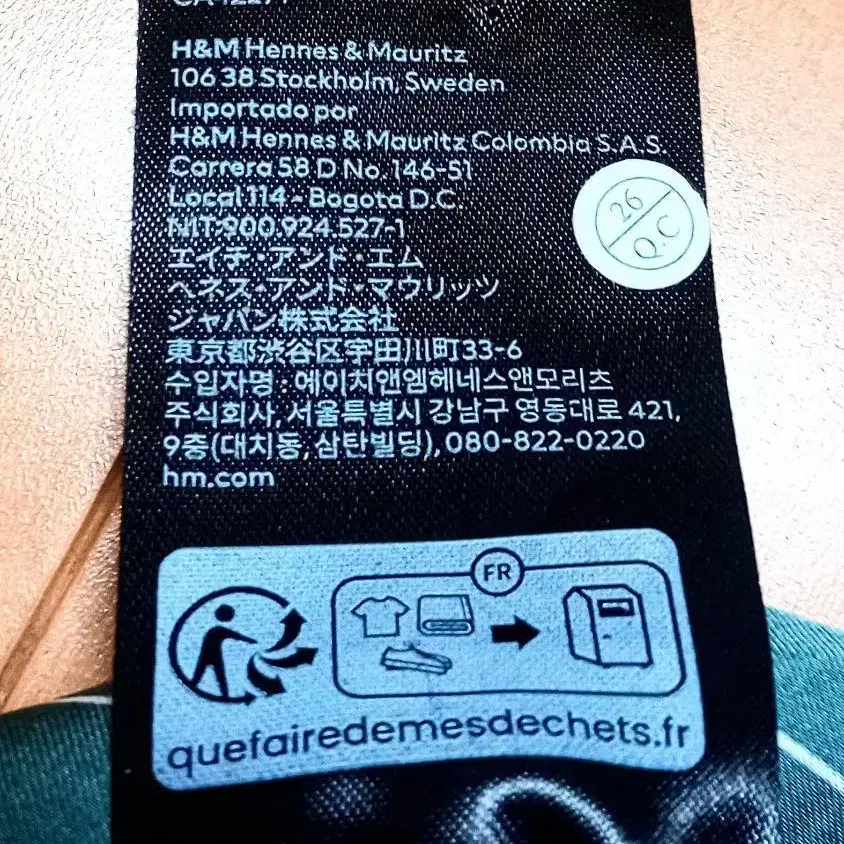 H&M Hennes & Mauritz
106 38 Stockholm, Sweden
Importado por
H&M Hennes & Mauritz Colombia S.A.S.
Carrera 58 D No. 146-51
Local 114 - Bogota D.C.
NIT:900.924.527-1
エイチ・アンド・エム
ヘネス・アンド・マウリッツ
ジャパン株式会社
東京都渋谷区宇田川町33-6
수입자명 : 에이치앤엠헤네스앤모리츠
주식회사, 서울특별시 강남구 영동대로 421,
9층(대치동, 삼탄빌딩), 080-822-0220
hm.com
26
Q.C
FR
quefairedemesdechets.fr